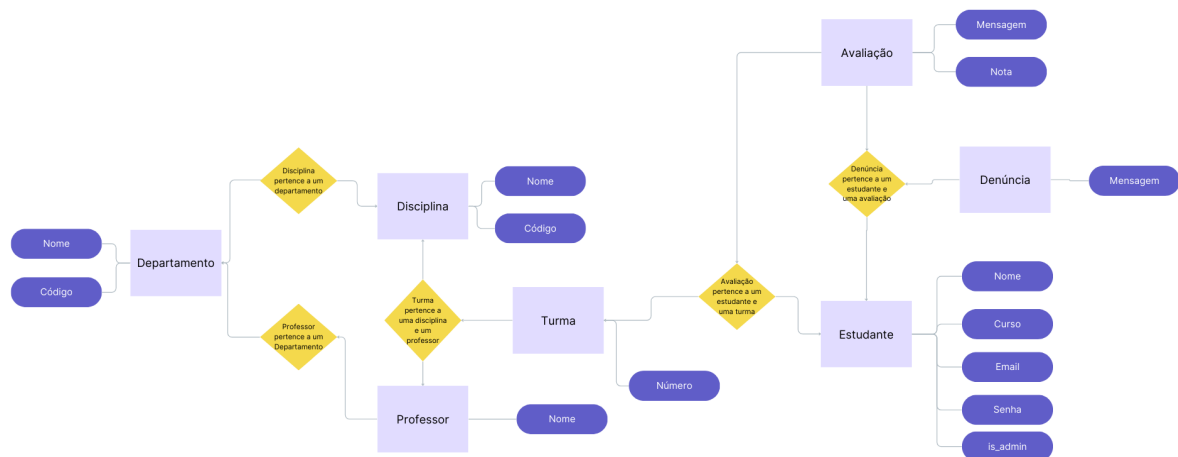 Mensagem
Avaliação
Nota
Disciplina
pertence a um
departamento
Denúncia
pertence a um
estudante e
uma avaliação
Denúncia
Mensagem
Nome
Disciplina
Código
Nome
Departamento
Código
Turma
pertence a
uma disciplina
e um
professor
Turma
Avaliação
pertence a um
estudante e
uma turma
Nome
Curso
Estudante
Email
Senha
is_admin
Professor
pertence a um
Departamento
Número
Professor
Nome